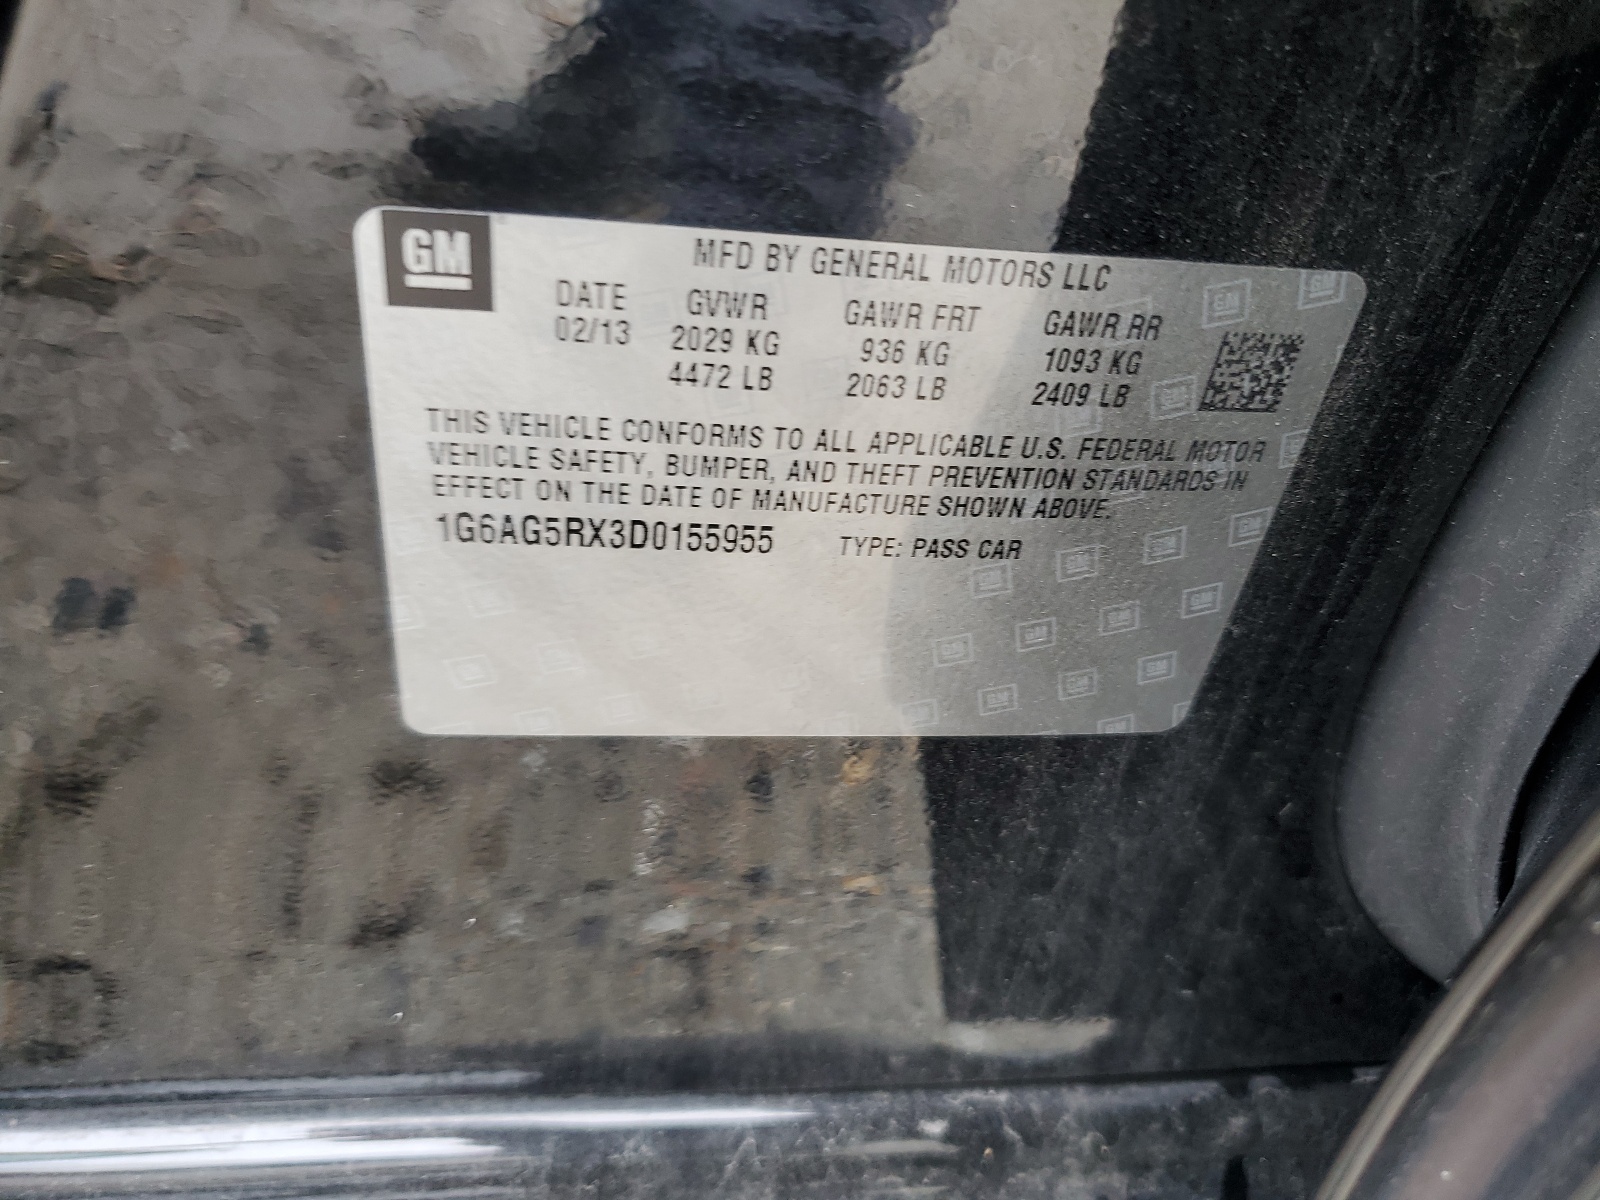 GM
MFD BY GENERAL MOTORS LLC
DATE GVWR GAWR FRT GAWR RR
02/13 2029 KG 936 KG 1093 KG
4472 LB 2063 LB 2409 LB
THIS VEHICLE CONFORMS TO ALL APPLICABLE U.S. FEDERAL MOTOR
VEHICLE SAFETY, BUMPER, AND THEFT PREVENTION STANDARDS IN
EFFECT ON THE DATE OF MANUFACTURE SHOWN ABOVE.
1G6AG5RX3D0155955 TYPE: PASS CAR